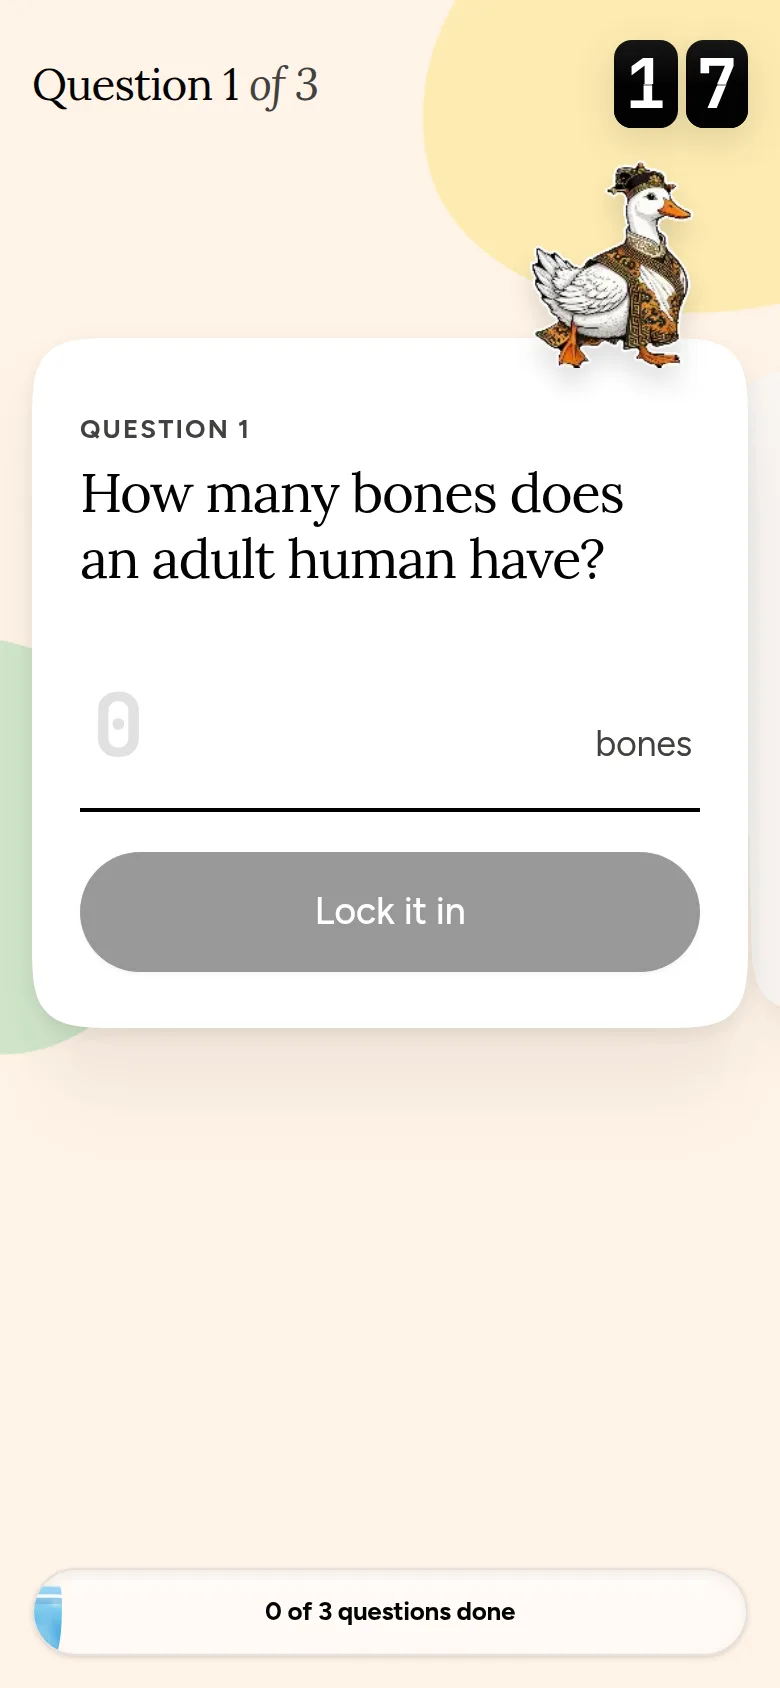 Question 1 of 3
17
QUESTION 1
How many bones does
an adult human have?
0
bones
Lock it in
0 of 3 questions done